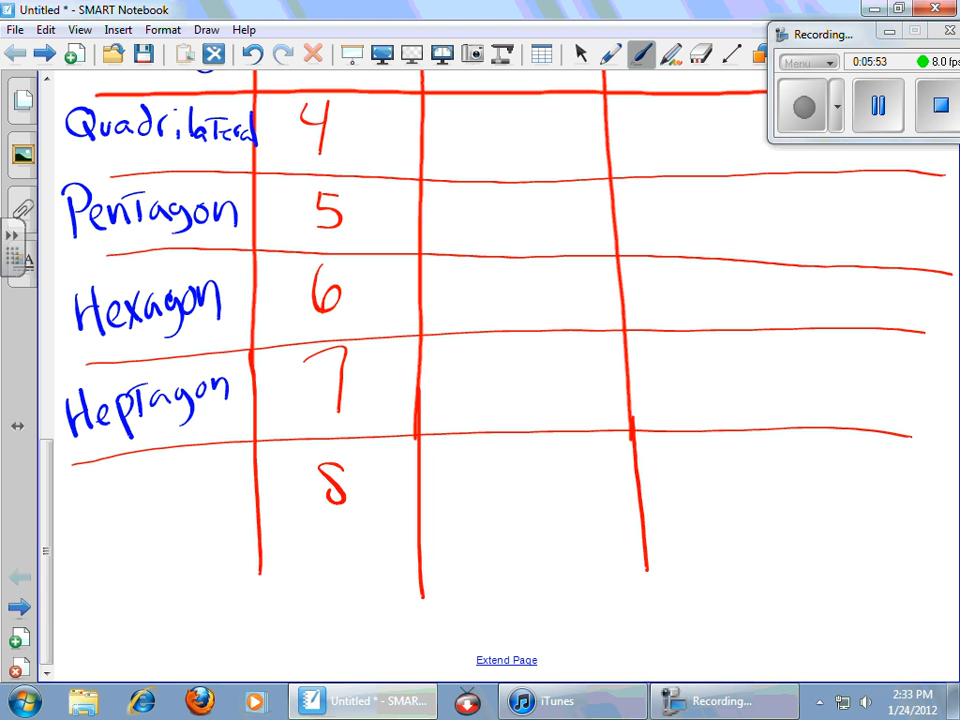 Untitled * - SMART Notebook
File Edit View Insert Format Draw Help
Recording...
Menu 0:05:53 8.0 fps
Quadrilateral 4
Pentagon 5
Hexagon 6
Heptagon 7
8
Extend Page
Untitled * - SMAR... iTunes Recording...
2:33 PM
1/24/2012